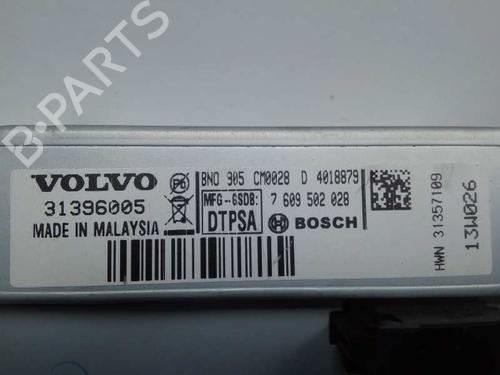 B-PARTS
VOLVO
31396005
MADE IN MALAYSIA
BNO 905 CM0028 D 4018879
MFG-GSDB:
DTPSA
7 609 502 028
BOSCH
HWN 31357109
13W026